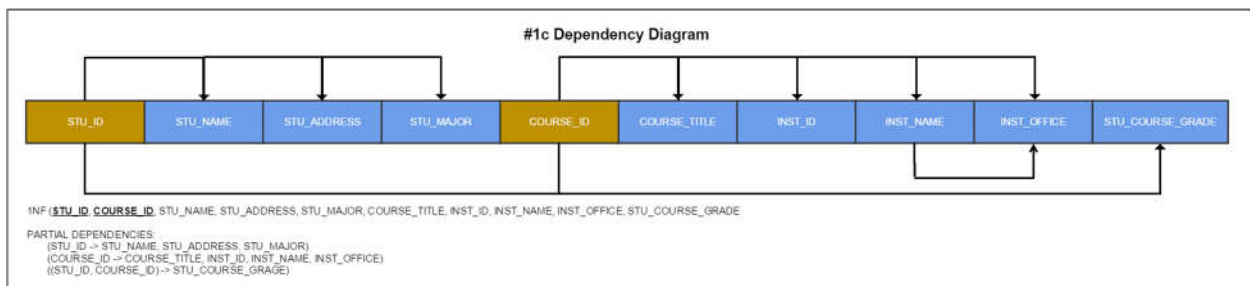 #1c Dependency Diagram
STU_ID STU_NAME STU_ADDRESS STU_MAJOR COURSE_ID COURSE_TITLE INST_ID INST_NAME INST_OFFICE STU_COURSE_GRADE
1NF (STU_ID, COURSE_ID, STU_NAME, STU_ADDRESS, STU_MAJOR, COURSE_TITLE, INST_ID, INST_NAME, INST_OFFICE, STU_COURSE_GRADE
PARTIAL DEPENDENCIES:
(STU_ID -> STU_NAME, STU_ADDRESS, STU_MAJOR)
(COURSE_ID -> COURSE_TITLE, INST_ID, INST_NAME, INST_OFFICE)
((STU_ID, COURSE_ID) -> STU_COURSE_GRAGE)